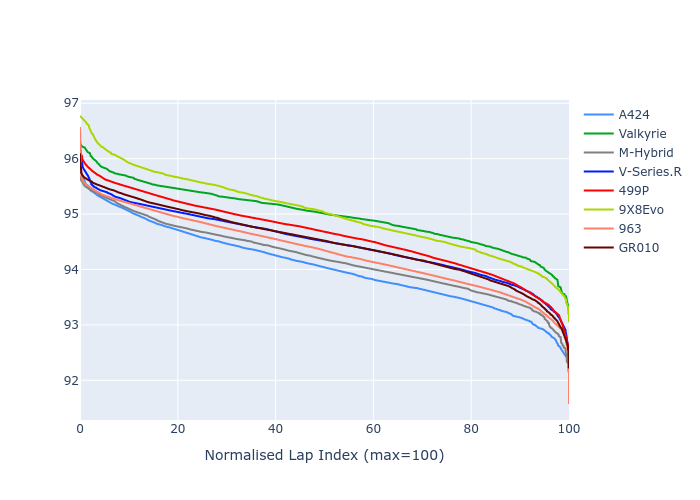 97
96
95
94
93
92
0
20
40
60
80
100
Normalised Lap Index (max=100)
A424
Valkyrie
M-Hybrid
V-Series.R
499P
9X8Evo
963
GR010